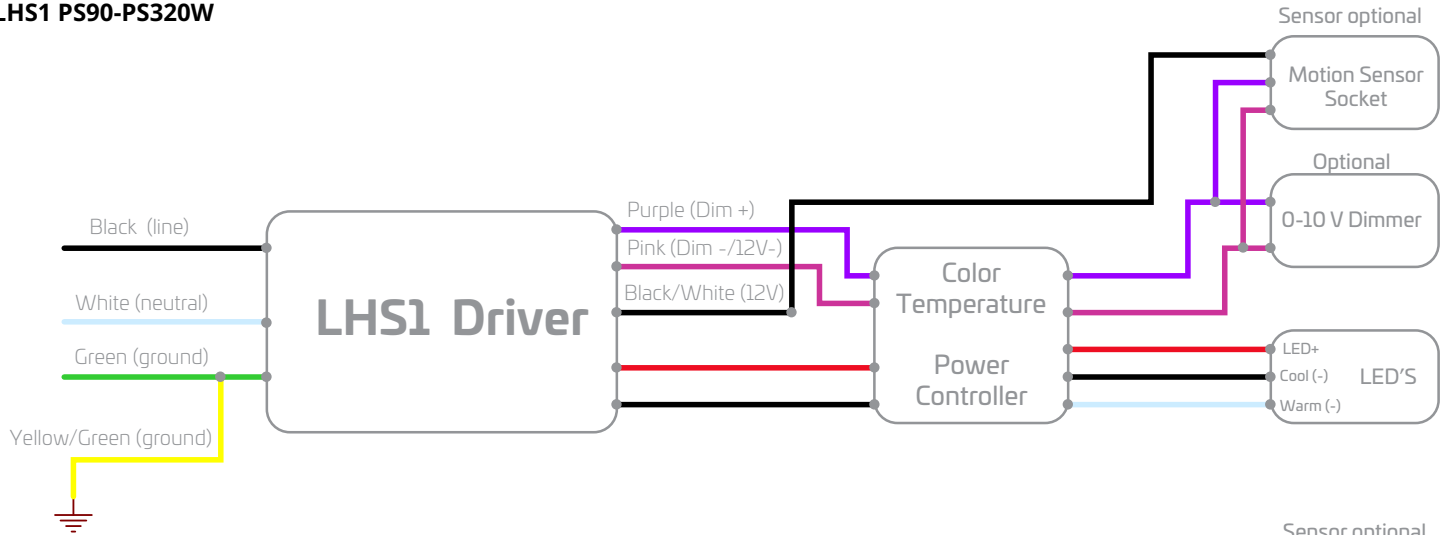 LHS1 PS90-PS320W
Sensor optional
Motion Sensor
Socket
Optional
0-10 V Dimmer
Black (line)
White (neutral)
Green (ground)
Yellow/Green (ground)
LHS1 Driver
Purple (Dim +)
Pink (Dim -/12V-)
Black/White (12V)
Color
Temperature
Power
Controller
LED+
Cool (-)
Warm (-)
LED'S
Sensor optional